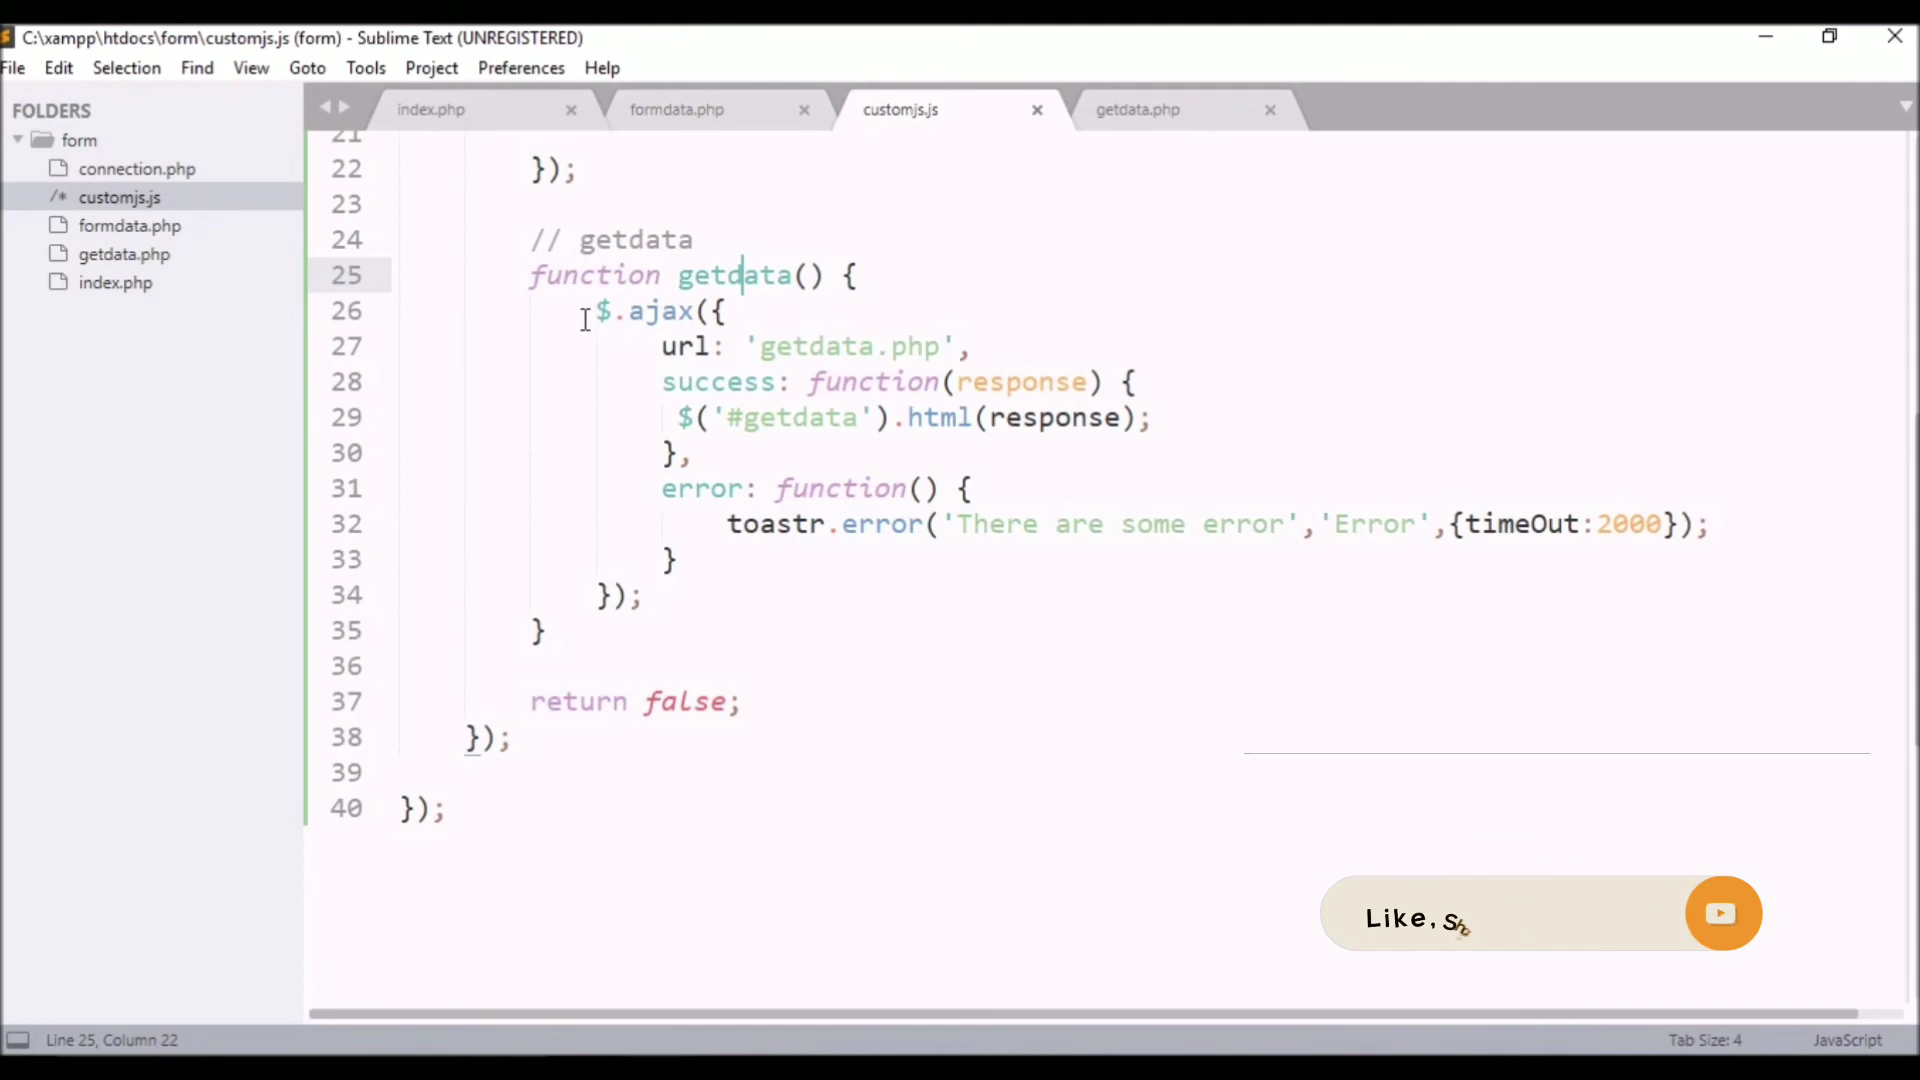 C:\xampp\htdocs\form\customjs.js (form) - Sublime Text (UNREGISTERED)
File Edit Selection Find View Goto Tools Project Preferences Help
FOLDERS
form
connection.php
/* customjs.js
formdata.php
getdata.php
index.php
index.php formdata.php customjs.js getdata.php
21
22 });
23
24 // getdata
25 function getdata() {
26 $.ajax({
27 url: 'getdata.php',
28 success: function(response) {
29 $('#getdata').html(response);
30 },
31 error: function() {
32 toastr.error('There are some error','Error',{timeOut:2000});
33 }
34 });
35 }
36
37 return false;
38 });
39
40 });
Like, sh
Line 25, Column 22
Tab Size: 4
JavaScript